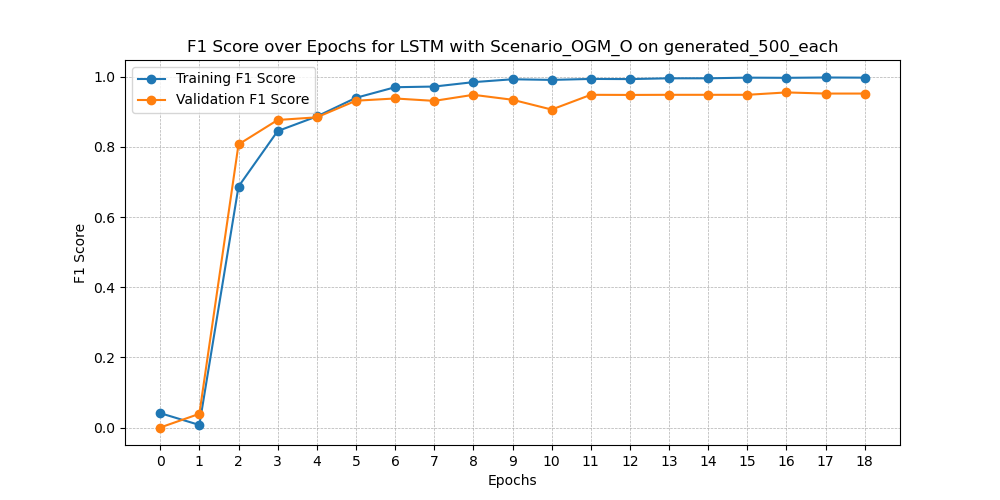 F1 Score over Epochs for LSTM with Scenario_OGM_O on generated_500_each
Training F1 Score
Validation F1 Score
1.0
0.8
0.6
0.4
0.2
0.0
F1 Score
0 1 2 3 4 5 6 7 8 9 10 11 12 13 14 15 16 17 18
Epochs